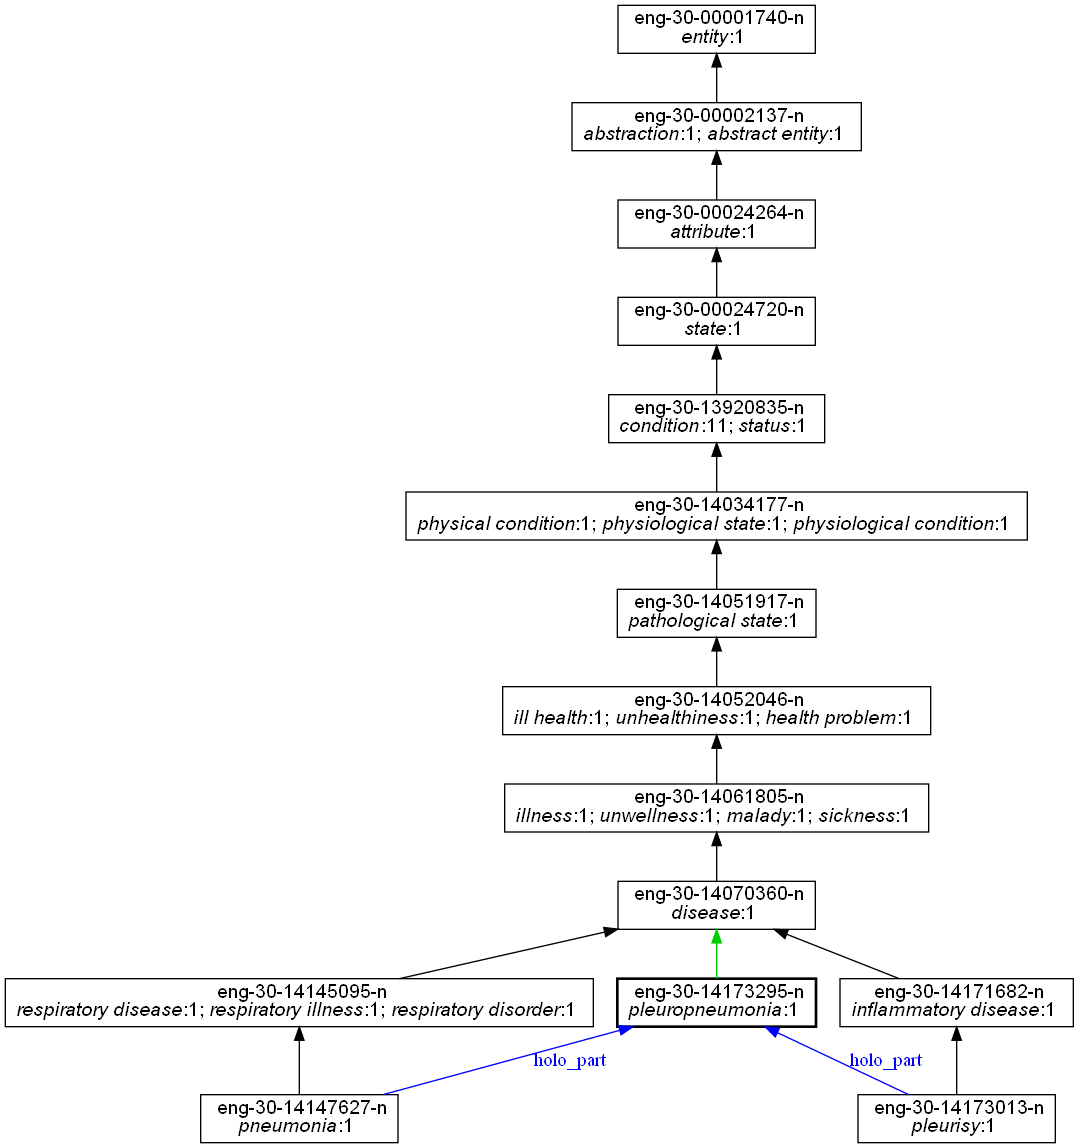 eng-30-00001740-n
entity:1
eng-30-00002137-n
abstraction:1; abstract entity:1
eng-30-00024264-n
attribute:1
eng-30-00024720-n
state:1
eng-30-13920835-n
condition:11; status:1
eng-30-14034177-n
physical condition:1; physiological state:1; physiological condition:1
eng-30-14051917-n
pathological state:1
eng-30-14052046-n
ill health:1; unhealthiness:1; health problem:1
eng-30-14061805-n
illness:1; unwellness:1; malady:1; sickness:1
eng-30-14070360-n
disease:1
eng-30-14145095-n
respiratory disease:1; respiratory illness:1; respiratory disorder:1
eng-30-14173295-n
pleuropneumonia:1
eng-30-14171682-n
inflammatory disease:1
holo_part
holo_part
eng-30-14147627-n
pneumonia:1
eng-30-14173013-n
pleurisy:1